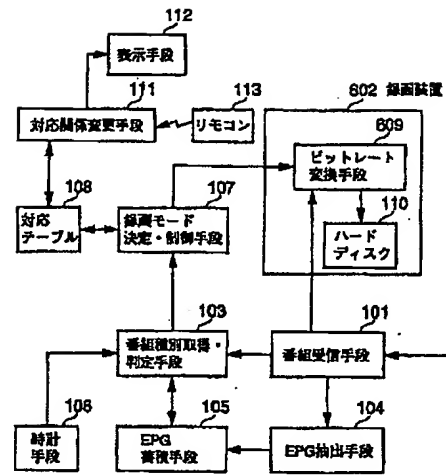 112
表示手段
111
対応関係変更手段
113
リモコン
602 録画装置
609
ビットレート
変換手段
110
ハード
ディスク
108
対応
テーブル
107
録画モード
決定・制御手段
103
番組種別取得・
判定手段
101
番組受信手段
106
時計
手段
105
EPG
蓄積手段
104
EPG抽出手段